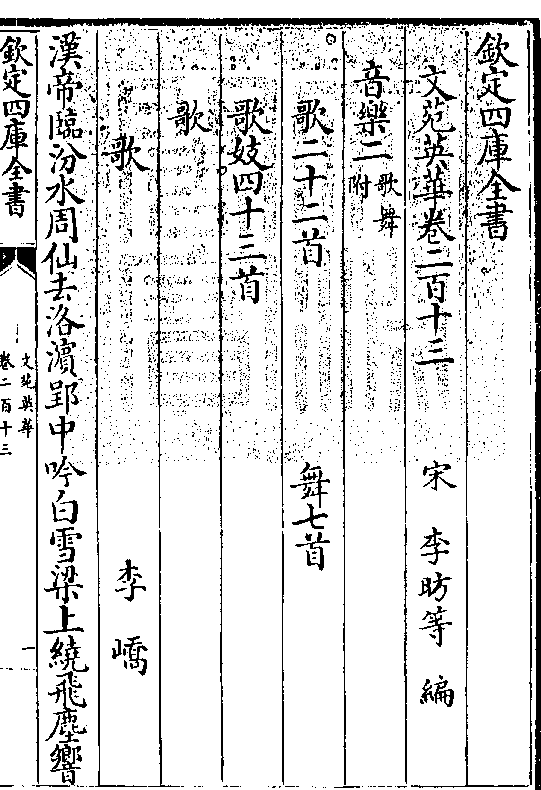 欽定四庫全書
文苑英華卷二百十三 宋 李昉等 編
音樂二 歌舞附
歌二十二首 舞七首
歌妓四十三首
歌
歌 李嶠
漢帝臨汾水周仙去洛濱郢中吟白雪梁上繞飛塵響
欽定四庫全書
文苑英華
卷二百十三
一